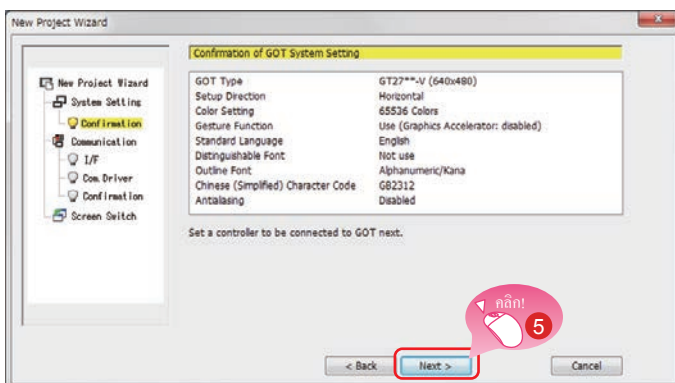 New Project Wizard
Confirmation of GOT System Setting
New Project Wizard
System Setting
Confirmation
Communication
I/F
Com. Driver
Confirmation
Screen Switch
GOT Type GT27**-V (640x480)
Setup Direction Horizontal
Color Setting 65536 Colors
Gesture Function Use (Graphics Accelerator: disabled)
Standard Language English
Distinguishable Font Not use
Outline Font Alphanumeric/Kana
Chinese (Simplified) Character Code GB2312
Antialasing Disabled
Set a controller to be connected to GOT next.
คลิก!
5
< Back Next > Cancel